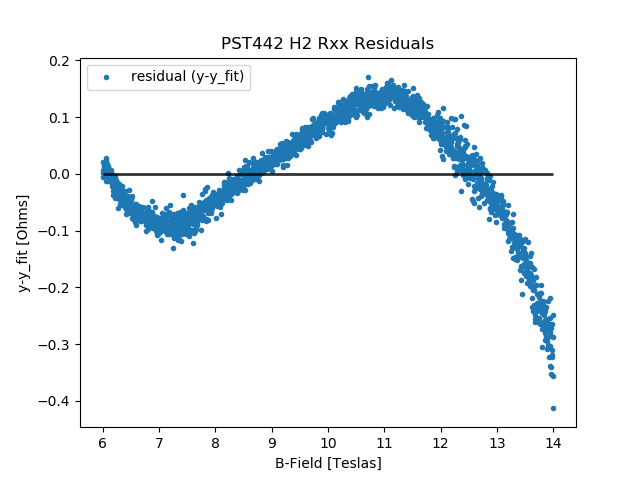 PST442 H2 Rxx Residuals
residual (y-y_fit)
0.2
0.1
0.0
−0.1
−0.2
−0.3
−0.4
y-y_fit [Ohms]
6 7 8 9 10 11 12 13 14
B-Field [Teslas]